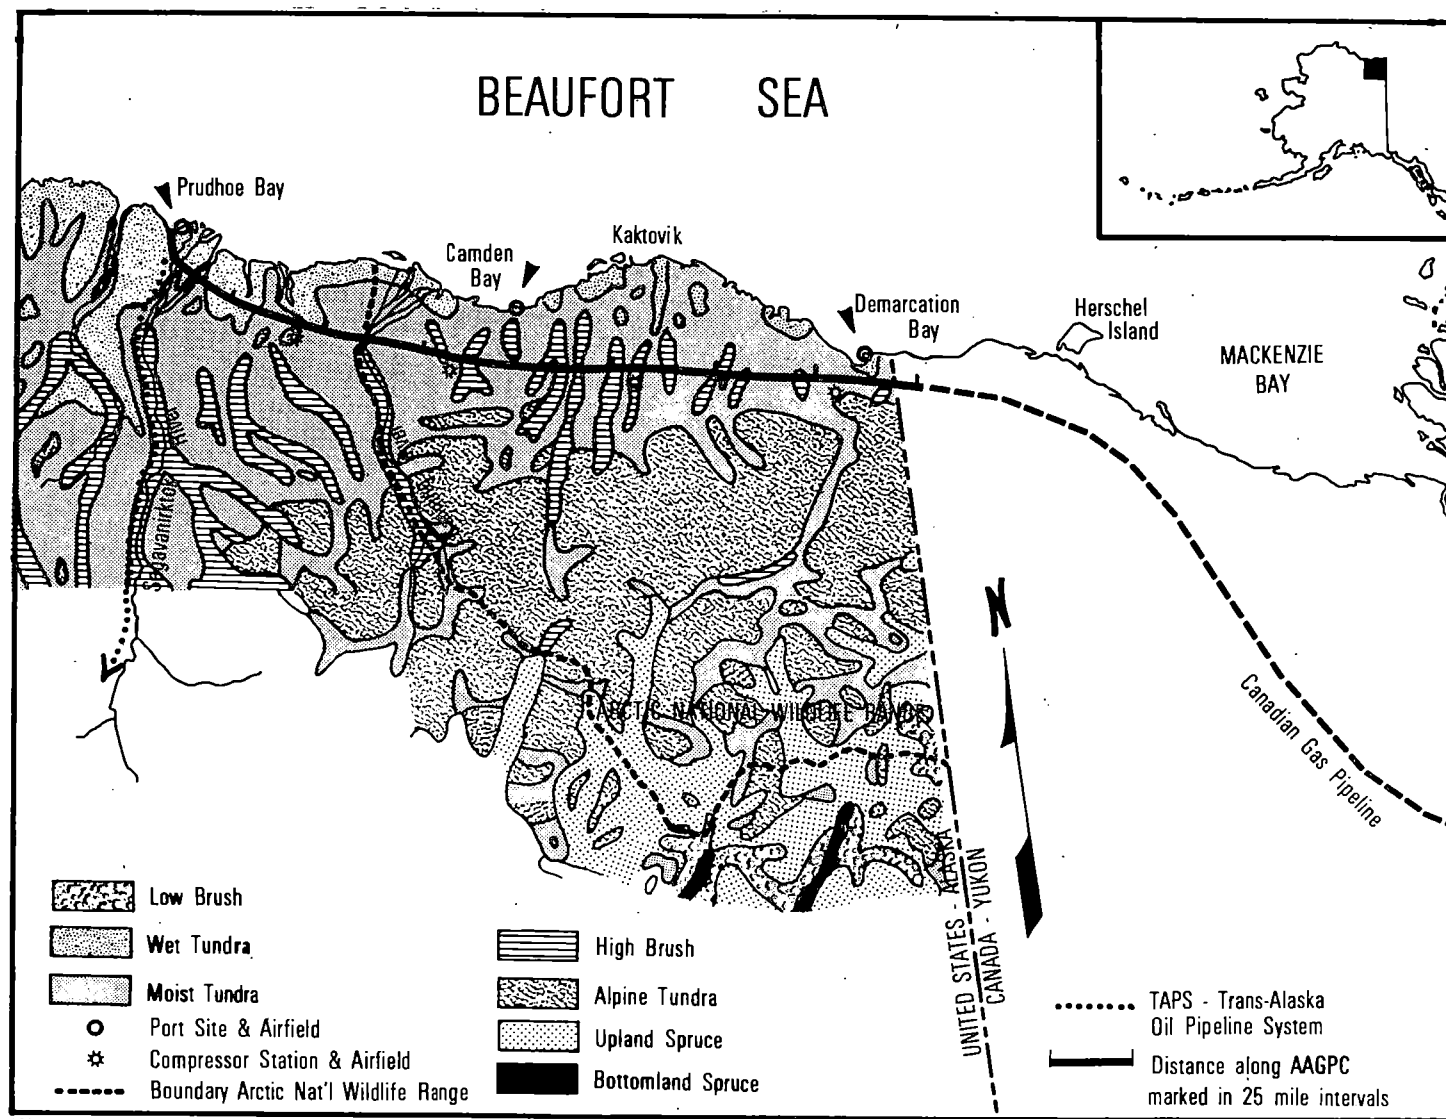 BEAUFORT SEA
Prudhoe Bay
Camden
Bay
Kaktovik
Demarcation
Bay
Herschel
Island
MACKENZIE
BAY
ARCTIC NATIONAL WILDLIFE RANGE
N
Canadian Gas Pipeline
UNITED STATES - ALASKA
CANADA - YUKON
Low Brush
Wet Tundra
Moist Tundra
Port Site & Airfield
Compressor Station & Airfield
Boundary Arctic Nat'l Wildlife Range
High Brush
Alpine Tundra
Upland Spruce
Bottomland Spruce
TAPS - Trans-Alaska
Oil Pipeline System
Distance along AAGPC
marked in 25 mile intervals